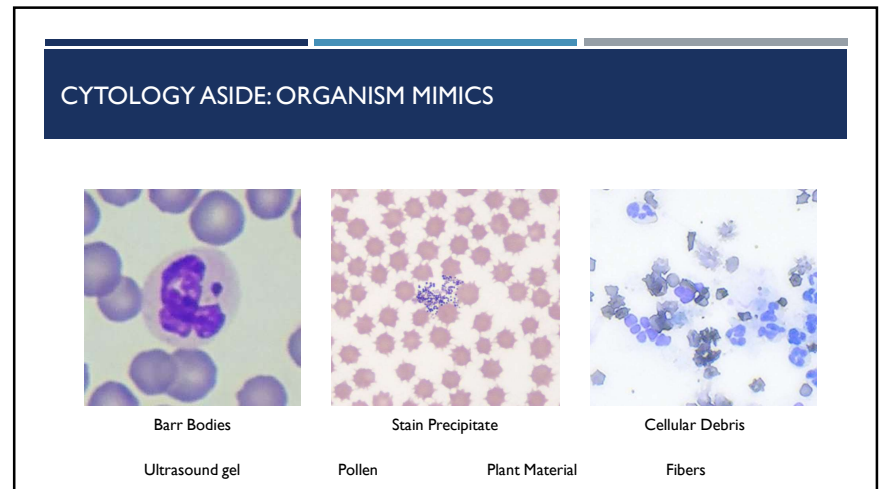 CYTOLOGY ASIDE: ORGANISM MIMICS
Barr Bodies
Stain Precipitate
Cellular Debris
Ultrasound gel
Pollen
Plant Material
Fibers